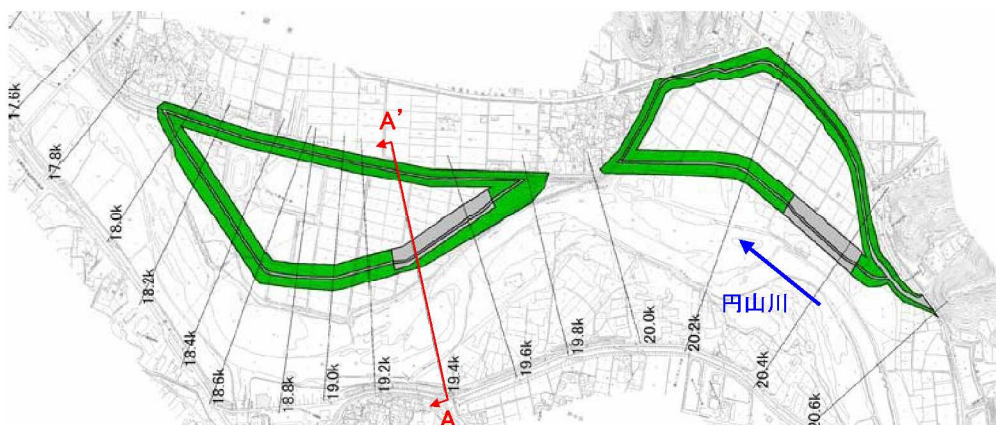 17.6k
17.8k
18.0k
18.2k
18.4k
18.6k
18.8k
19.0k
19.2k
19.4k
19.6k
19.8k
20.0k
20.2k
20.4k
20.6k
A'
A
円山川